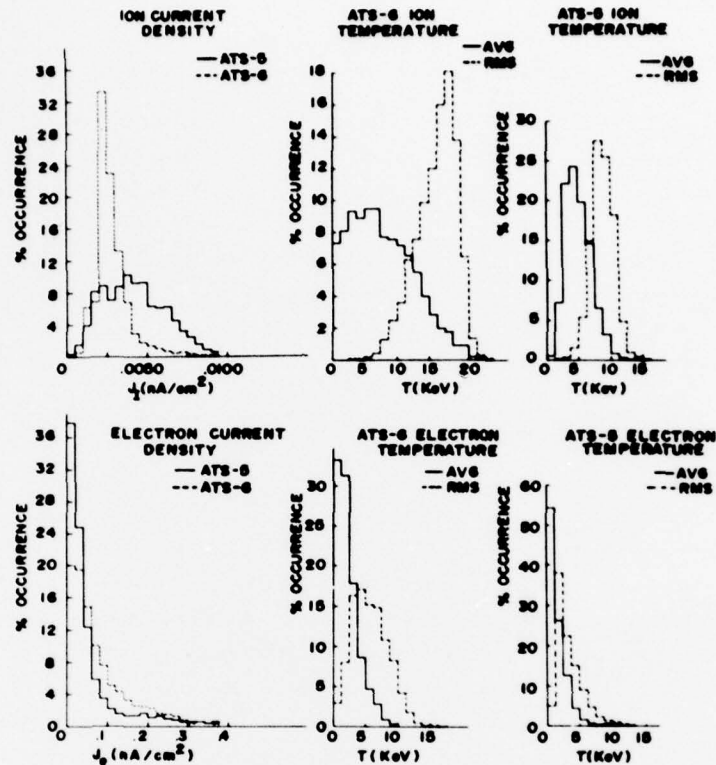 ION CURRENT
DENSITY
ATS-5
ATS-6
36
32
28
24
20
16
12
8
4
% OCCURRENCE
0
.0050
.0100
J_I (nA/cm²)
ATS-6 ION
TEMPERATURE
AVG
RMS
18
16
14
12
10
8
6
4
2
% OCCURRENCE
0
5
10
15
20
T(KeV)
ATS-5 ION
TEMPERATURE
AVG
RMS
30
25
20
15
10
5
0
% OCCURRENCE
0
5
10
15
T(Kev)
ELECTRON CURRENT
DENSITY
ATS-5
ATS-6
36
32
28
24
20
16
12
8
4
0
% OCCURRENCE
0
.1
.2
.3
.4
J_e (nA/cm²)
ATS-6 ELECTRON
TEMPERATURE
AVG
RMS
30
20
10
0
% OCCURRENCE
0
5
10
15
T(KeV)
ATS-5 ELECTRON
TEMPERATURE
AVG
RMS
60
50
40
30
20
10
0
% OCCURRENCE
0
5
10
15
T(KeV)